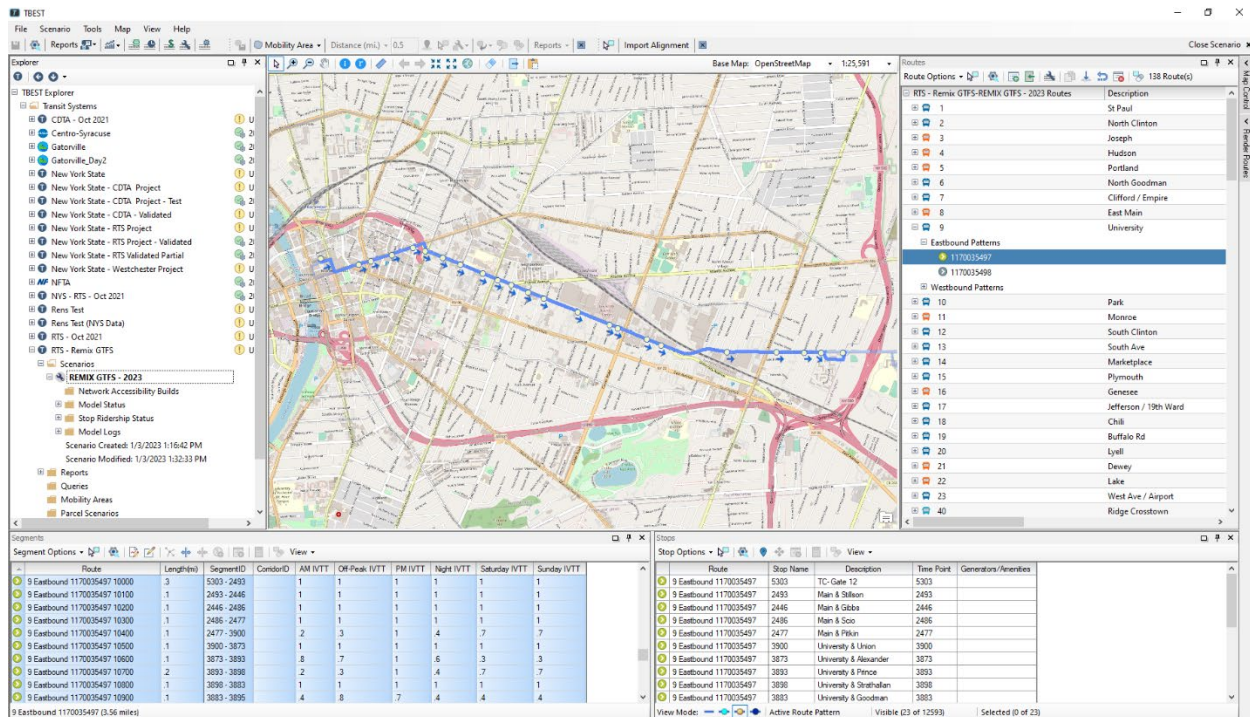 TBEST
File Scenario Tools Map View Help
Reports Mobility Area Distance (mi.) 0.5 Reports Import Alignment Close Scenario
Explorer
TBEST Explorer
Transit Systems
CDTA - Oct 2021 U
Centro-Syracuse 20
Gatorville 20
Gatorville_Day2 20
New York State U
New York State - CDTA Project U
New York State - CDTA Project - Test 20
New York State - CDTA - Validated U
New York State - RTS Project U
New York State - RTS Project - Validated 20
New York State - RTS Validated Partial 20
New York State - Westchester Project U
NFTA 20
NYS - RTS - Oct 2021 20
Rens Test U
Rens Test (NYS Data) U
RTS - Oct 2021 U
RTS - Remix GTFS U
Scenarios
REMIX GTFS - 2023
Network Accessibility Builds
Model Status
Stop Ridership Status
Model Logs
Scenario Created: 1/3/2023 1:16:42 PM
Scenario Modified: 1/3/2023 1:32:33 PM
Reports
Queries
Mobility Areas
Parcel Scenarios
Base Map: OpenStreetMap 1:25,591
Routes
Route Options 138 Route(s)
RTS - Remix GTFS-REMIX GTFS - 2023 Routes Description
1 St Paul
2 North Clinton
3 Joseph
4 Hudson
5 Portland
6 North Goodman
7 Clifford / Empire
8 East Main
9 University
Eastbound Patterns
1170035497
1170035498
Westbound Patterns
10 Park
11 Monroe
12 South Clinton
13 South Ave
14 Marketplace
15 Plymouth
16 Genesee
17 Jefferson / 19th Ward
18 Chili
19 Buffalo Rd
20 Lyell
21 Dewey
22 Lake
23 West Ave / Airport
40 Ridge Crosstown
Map Control
Render Routes
Segments
Segment Options View
Route Length(mi) SegmentID CorridorID AM IVTT Off-Peak IVTT PM IVTT Night IVTT Saturday IVTT Sunday IVTT
9 Eastbound 1170035497 10000 .3 5303 - 2493 1 1 1 1 1 1
9 Eastbound 1170035497 10100 .1 2493 - 2446 1 1 1 1 1 1
9 Eastbound 1170035497 10200 .1 2446 - 2486 1 1 1 1 1 1
9 Eastbound 1170035497 10300 .1 2486 - 2477 1 1 1 1 1 1
9 Eastbound 1170035497 10400 .1 2477 - 3900 .2 .3 1 .4 .7 .7
9 Eastbound 1170035497 10500 .1 3900 - 3873 1 1 1 1 1 1
9 Eastbound 1170035497 10600 .1 3873 - 3893 .8 .7 1 .6 .3 .3
9 Eastbound 1170035497 10700 .2 3893 - 3898 .2 .3 1 .4 .7 .7
9 Eastbound 1170035497 10800 .1 3898 - 3883 1 1 1 1 1 1
9 Eastbound 1170035497 10900 .1 3883 - 3895 .4 .8 .7 .4 .4 .4
9 Eastbound 1170035497 (3.56 miles)
Stops
Stop Options View
Route Stop Name Description Time Point Generators/Amenities
9 Eastbound 1170035497 5303 TC- Gate 12 5303
9 Eastbound 1170035497 2493 Main & Stillson 2493
9 Eastbound 1170035497 2446 Main & Gibbs 2446
9 Eastbound 1170035497 2486 Main & Scio 2486
9 Eastbound 1170035497 2477 Main & Pitkin 2477
9 Eastbound 1170035497 3900 University & Union 3900
9 Eastbound 1170035497 3873 University & Alexander 3873
9 Eastbound 1170035497 3893 University & Prince 3893
9 Eastbound 1170035497 3898 University & Strathallan 3898
9 Eastbound 1170035497 3883 University & Goodman 3883
View Mode: Active Route Pattern Visible (23 of 12593) Selected (0 of 23)